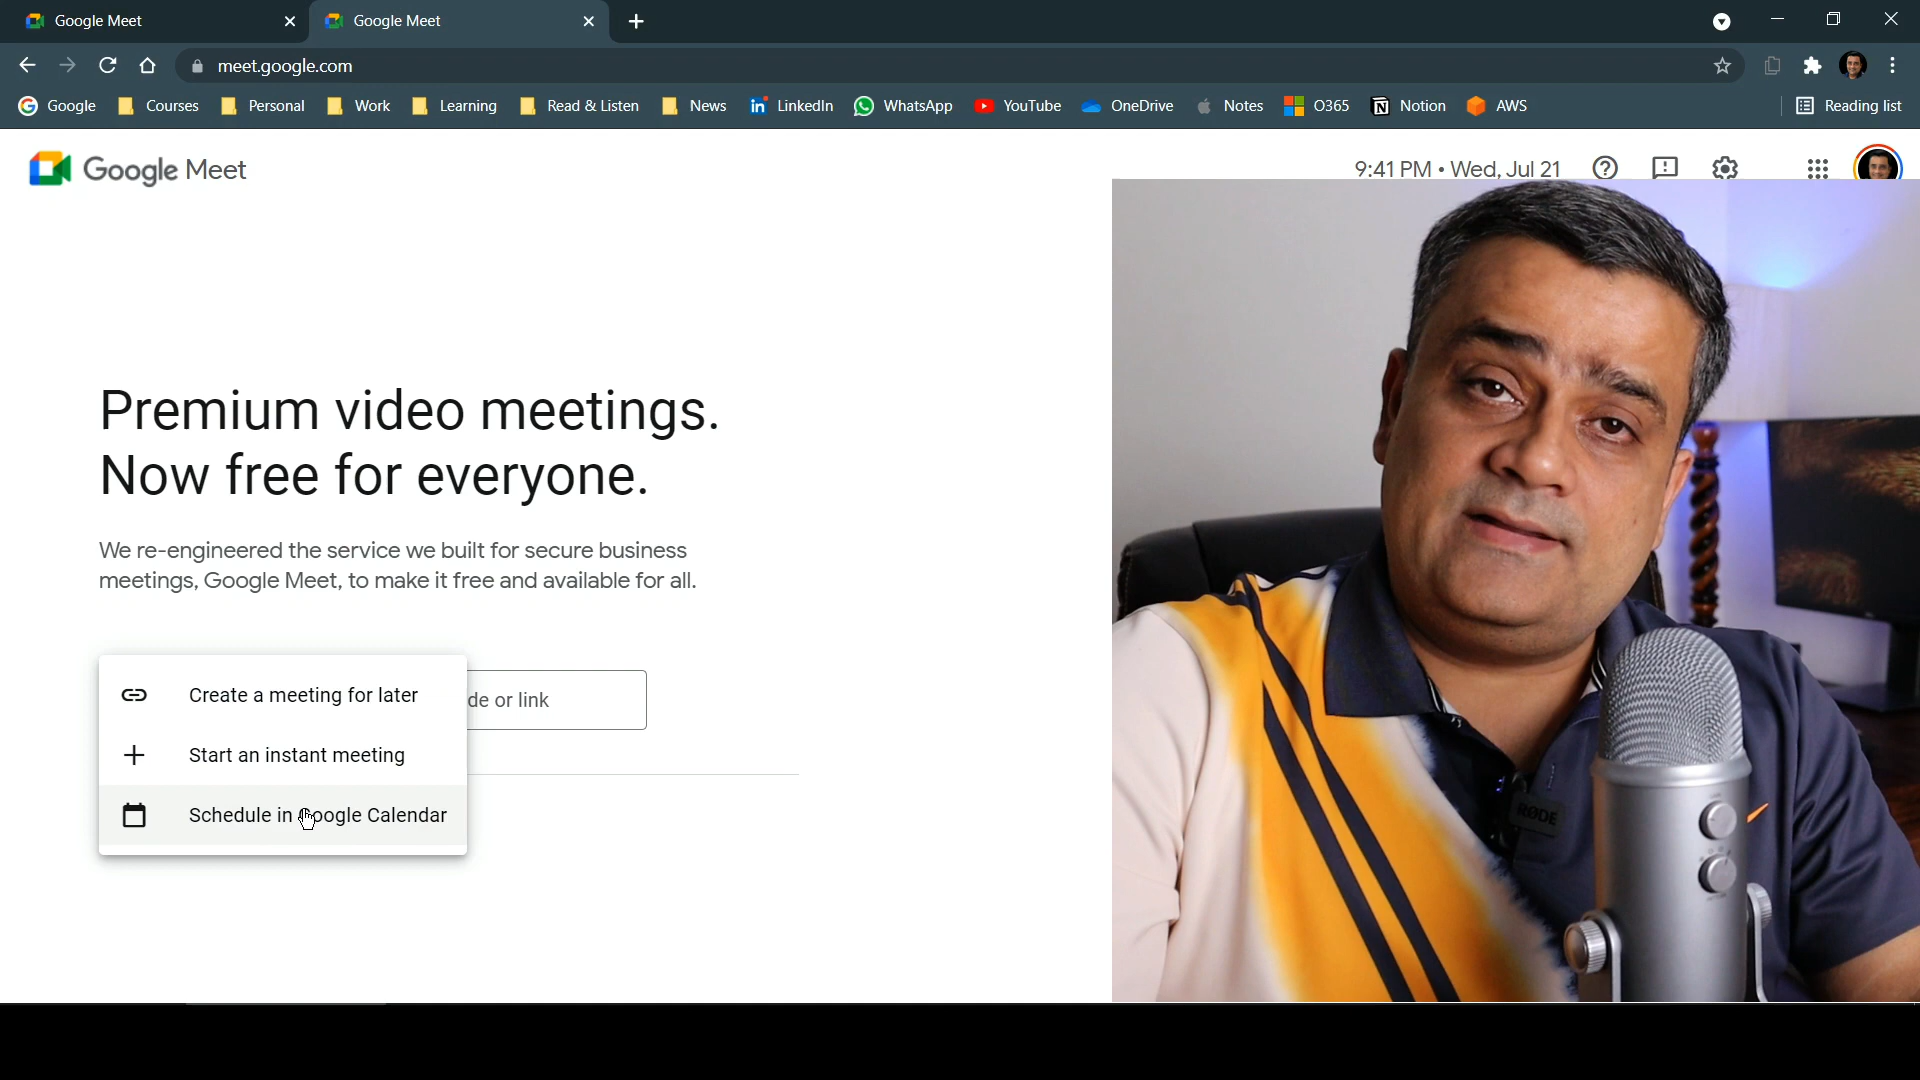 Google Meet
Google Meet
meet.google.com
Google
Courses
Personal
Work
Learning
Read & Listen
News
LinkedIn
WhatsApp
YouTube
OneDrive
Notes
O365
Notion
AWS
Reading list
Google Meet
9:41 PM • Wed, Jul 21
Premium video meetings.
Now free for everyone.
We re-engineered the service we built for secure business
meetings, Google Meet, to make it free and available for all.
Create a meeting for later
de or link
Start an instant meeting
Schedule in Google Calendar
RØDE